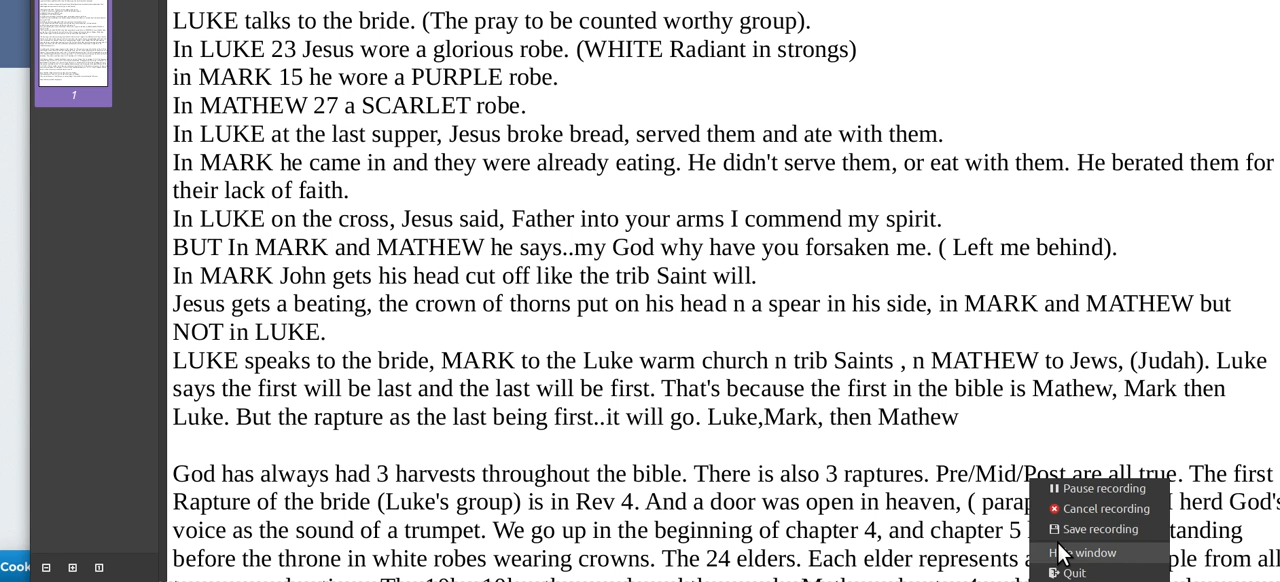 LUKE talks to the bride. (The pray to be counted worthy group).
In LUKE 23 Jesus wore a glorious robe. (WHITE Radiant in strongs)
in MARK 15 he wore a PURPLE robe.
In MATHEW 27 a SCARLET robe.
In LUKE at the last supper, Jesus broke bread, served them and ate with them.
In MARK he came in and they were already eating. He didn't serve them, or eat with them. He berated them for
their lack of faith.
In LUKE on the cross, Jesus said, Father into your arms I commend my spirit.
BUT In MARK and MATHEW he says..my God why have you forsaken me. ( Left me behind).
In MARK John gets his head cut off like the trib Saint will.
Jesus gets a beating, the crown of thorns put on his head n a spear in his side, in MARK and MATHEW but
NOT in LUKE.
LUKE speaks to the bride, MARK to the Luke warm church n trib Saints , n MATHEW to Jews, (Judah). Luke
says the first will be last and the last will be first. That's because the first in the bible is Mathew, Mark then
Luke. But the rapture as the last being first..it will go. Luke,Mark, then Mathew
God has always had 3 harvests throughout the bible. There is also 3 raptures. Pre/Mid/Post are all true. The first
Rapture of the bride (Luke's group) is in Rev 4. And a door was open in heaven, ( I herd God's
voice as the sound of a trumpet. We go up in the beginning of chapter 4, and chapter 5
before the throne in white robes wearing crowns. The 24 elders. Each elder represents from all
1
Pause recording
Cancel recording
Save recording
window
Quit
Cook